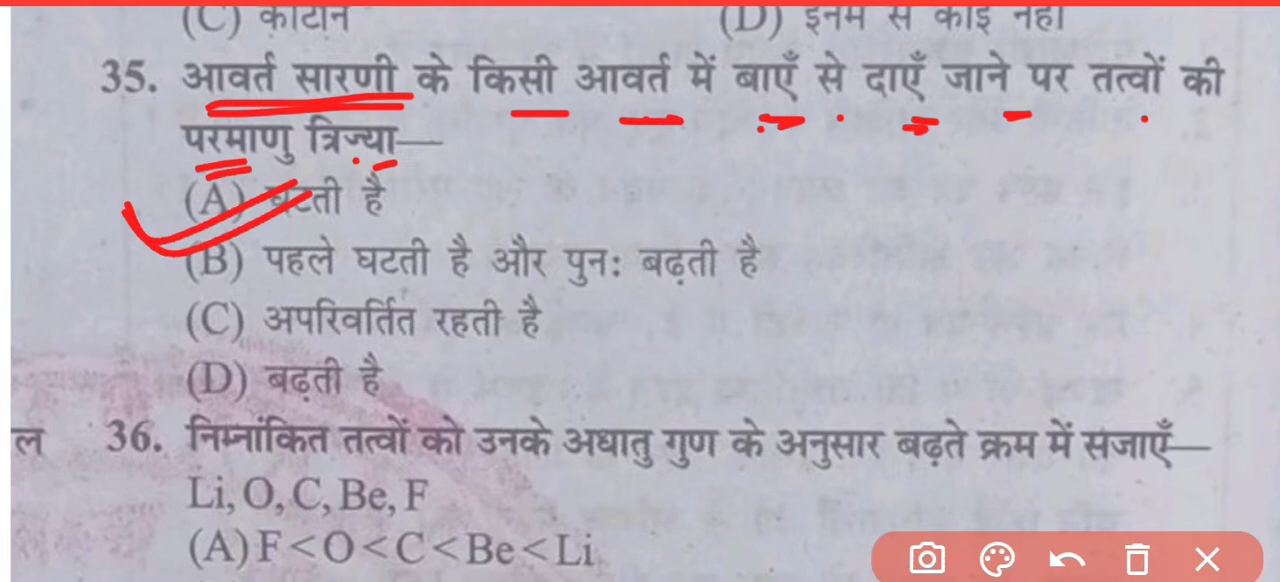 (C) कीटोन (D) इनमें से कोई नहीं
35. आवर्त सारणी के किसी आवर्त में बाएँ से दाएँ जाने पर तत्वों की
परमाणु त्रिज्या—
(A) घटती है
(B) पहले घटती है और पुनः बढ़ती है
(C) अपरिवर्तित रहती है
(D) बढ़ती है
ल 36. निम्नांकित तत्वों को उनके अधातु गुण के अनुसार बढ़ते क्रम में सजाएँ—
Li, O, C, Be, F
(A) F < O < C < Be < Li